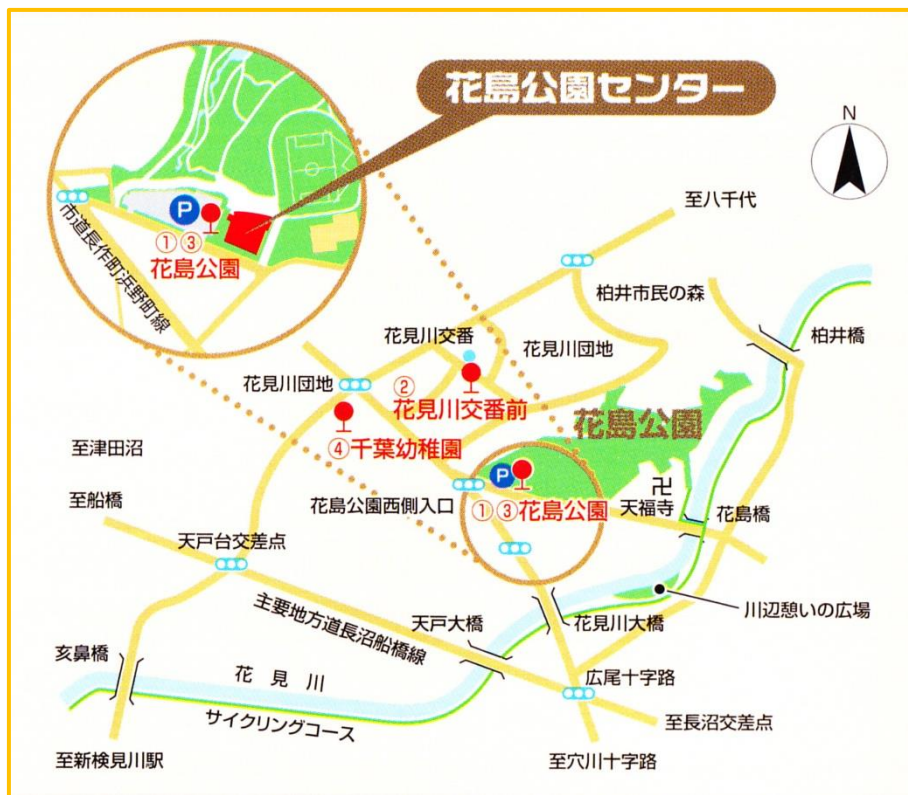 花島公園センター
N
P
①③
花島公園
市道長作町浜野町線
至八千代
柏井市民の森
柏井橋
花見川交番
花見川団地
花見川団地
②
花見川交番前
④千葉幼稚園
花島公園
至津田沼
P
卍
至船橋
花島公園西側入口
①③花島公園
天福寺
花島橋
天戸台交差点
主要地方道長沼船橋線
天戸大橋
花見川大橋
川辺憩いの広場
亥鼻橋
花見川
広尾十字路
サイクリングコース
至長沼交差点
至新検見川駅
至穴川十字路